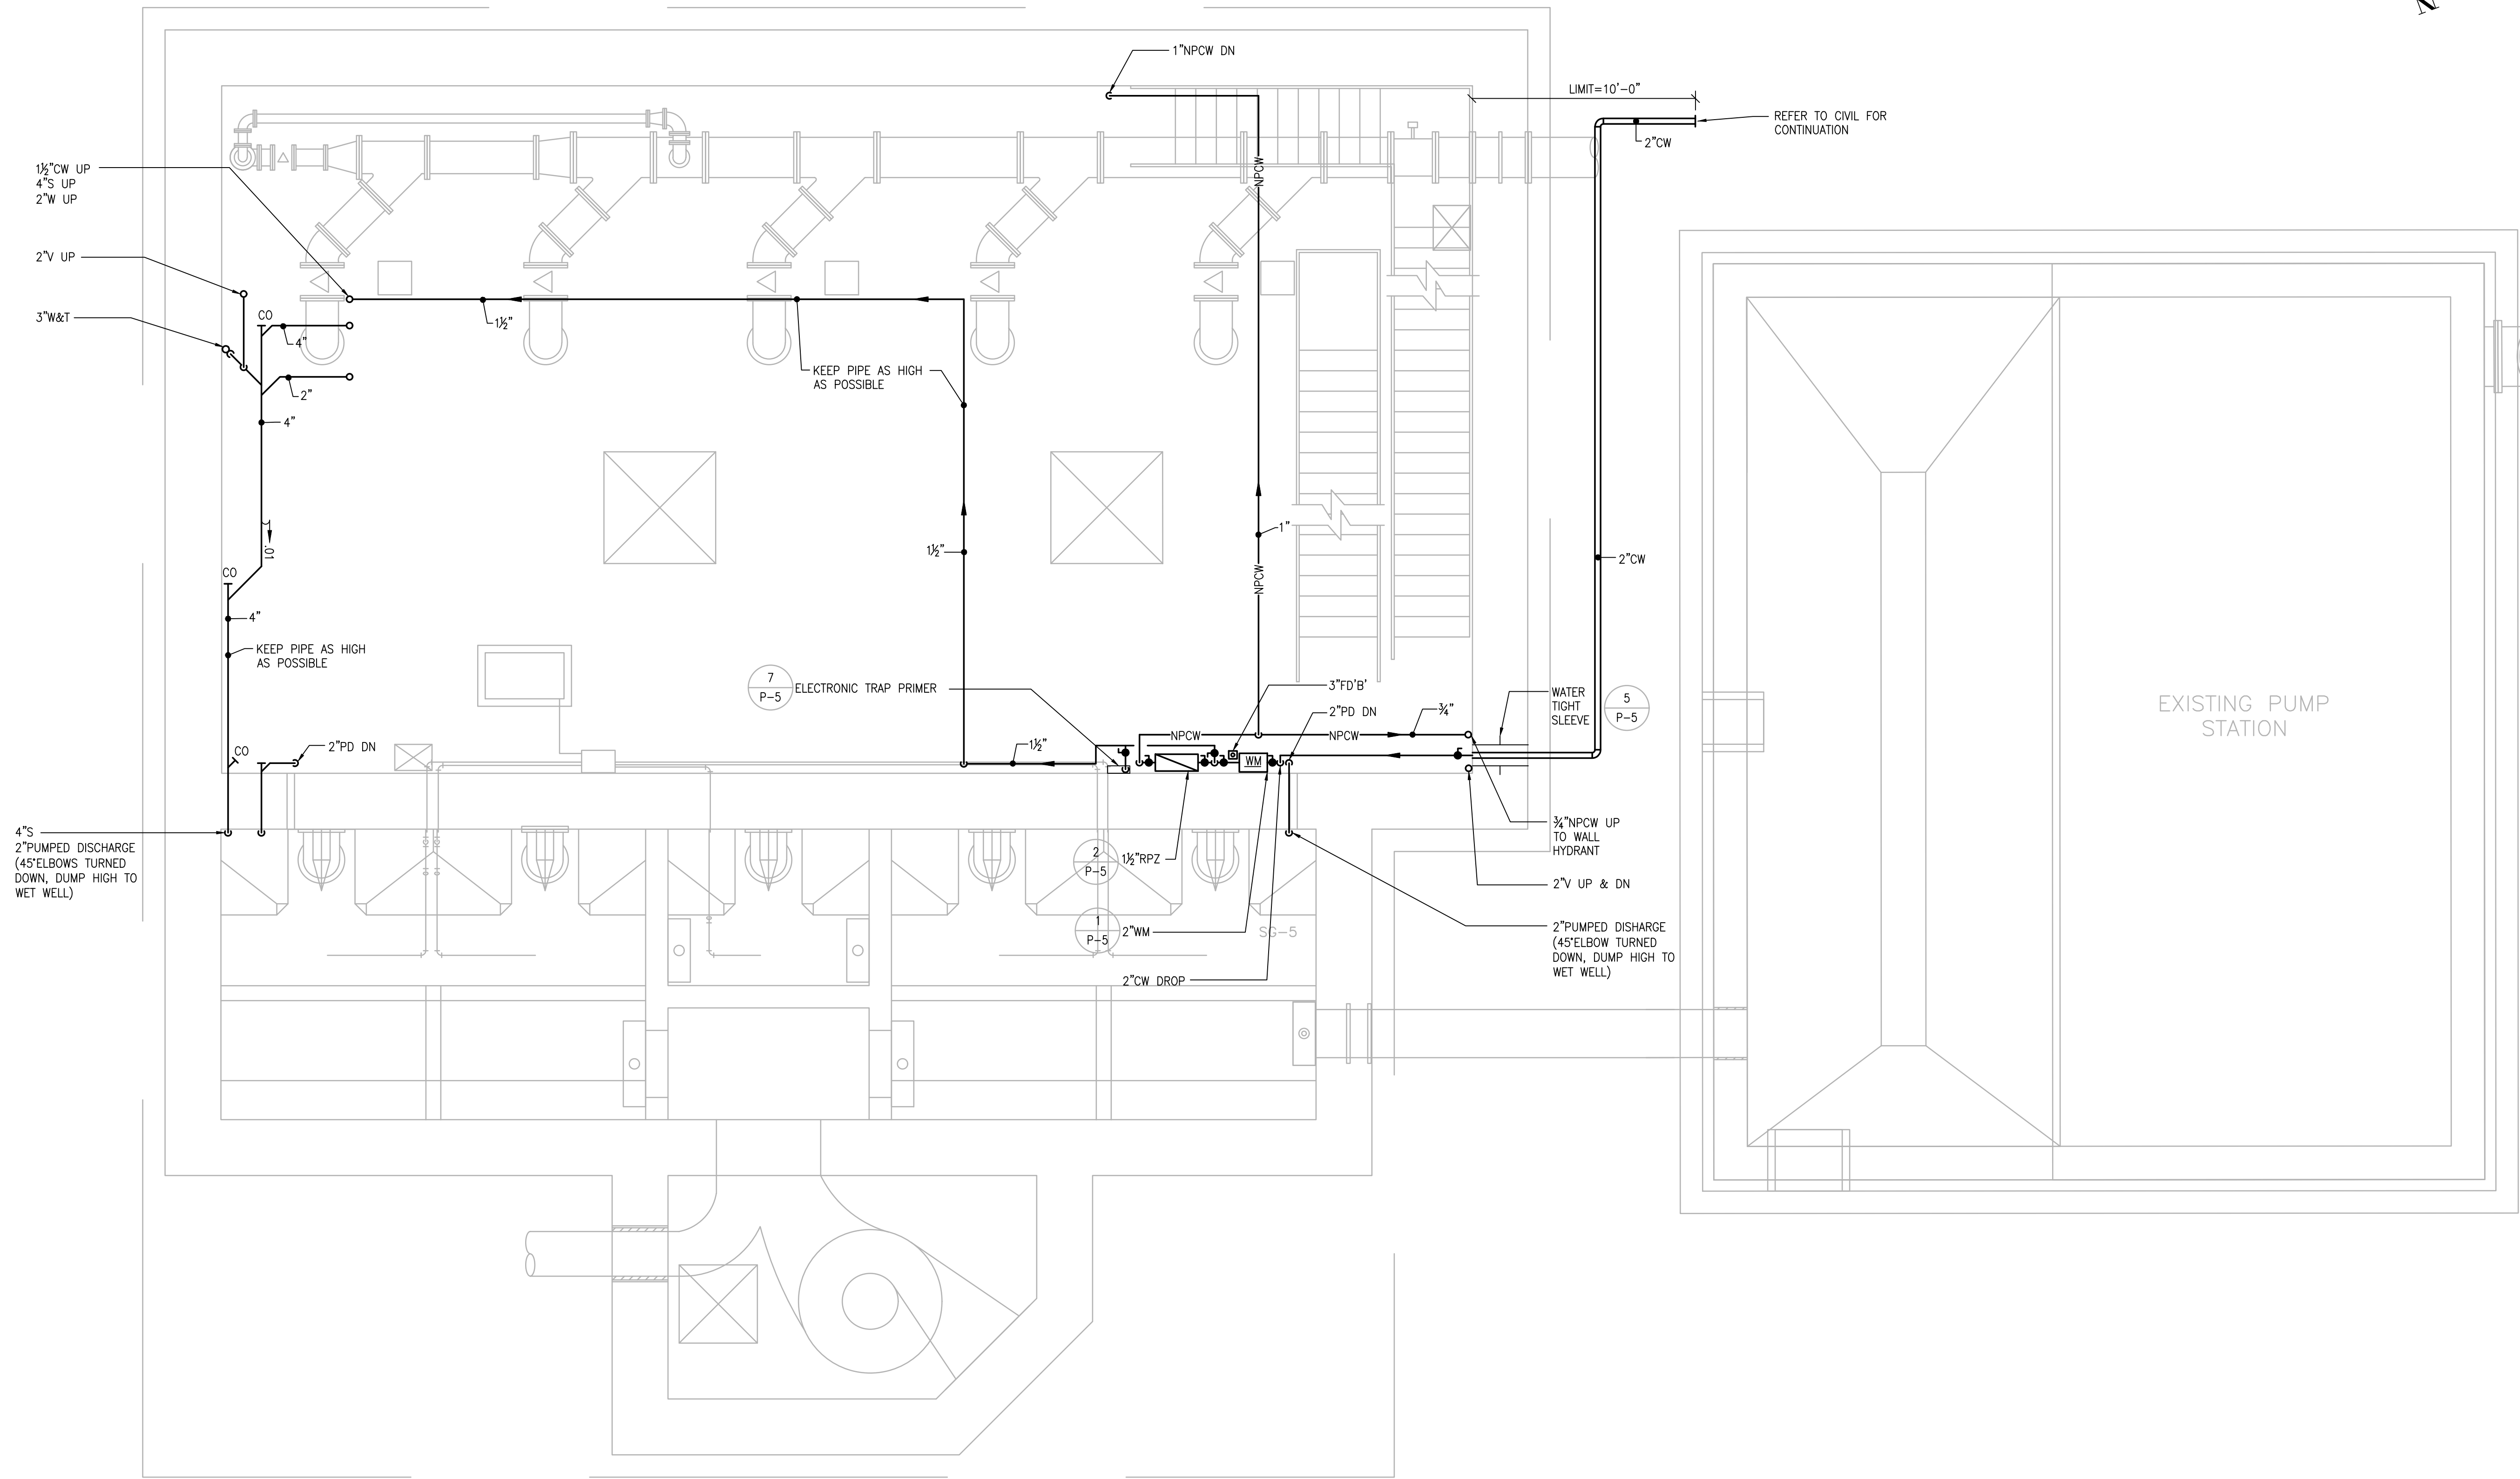 N
1"NPCW DN
LIMIT=10'-0"
REFER TO CIVIL FOR
CONTINUATION
2"CW
1½"CW UP
4"S UP
2"W UP
NPCW
2"V UP
3"W&T
CO
4"
1½"
2"
KEEP PIPE AS HIGH
AS POSSIBLE
4"
.01
1½"
1"
2"CW
CO
NPCW
4"
KEEP PIPE AS HIGH
AS POSSIBLE
7
P-5
ELECTRONIC TRAP PRIMER
3"FD'B'
2"PD DN
¾"
WATER
TIGHT
SLEEVE
5
P-5
EXISTING PUMP
STATION
NPCW
NPCW
CO
2"PD DN
1½"
WM
4"S
2"PUMPED DISCHARGE
(45°ELBOWS TURNED
DOWN, DUMP HIGH TO
WET WELL)
¾"NPCW UP
TO WALL
HYDRANT
2
P-5
1½"RPZ
2"V UP & DN
1
P-5
2"WM
SG-5
2"PUMPED DISHARGE
(45°ELBOW TURNED
DOWN, DUMP HIGH TO
WET WELL)
2"CW DROP